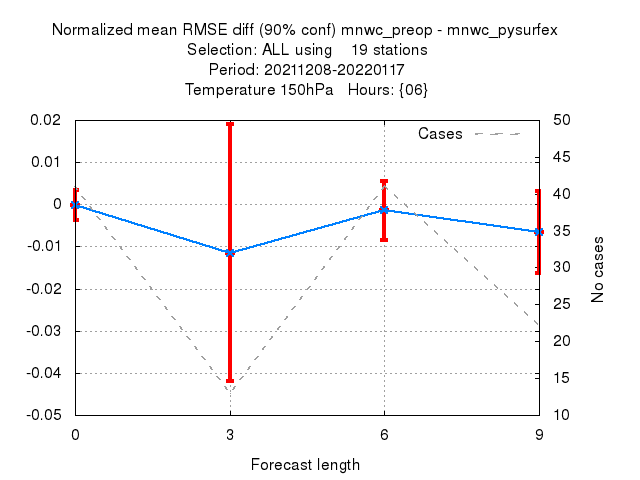 Normalized mean RMSE diff (90% conf) mnwc_preop - mnwc_pysurfex
Selection: ALL using    19 stations
Period: 20211208-20220117
Temperature 150hPa   Hours: {06}
Cases
0.02
0.01
0
-0.01
-0.02
-0.03
-0.04
-0.05
50
45
40
35
30
25
20
15
10
No cases
0 3 6 9
Forecast length